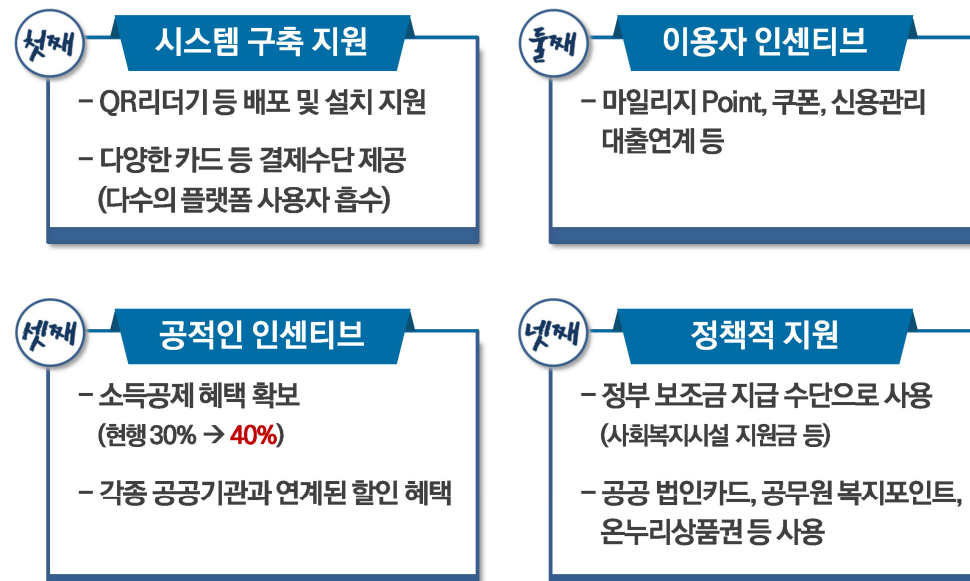 첫째
시스템 구축 지원
- QR리더기 등 배포 및 설치 지원
- 다양한 카드 등 결제수단 제공
(다수의 플랫폼 사용자 흡수)
둘째
이용자 인센티브
- 마일리지 Point, 쿠폰, 신용관리
대출연계 등
셋째
공적인 인센티브
- 소득공제 혜택 확보
(현행 30% → 40%)
- 각종 공공기관과 연계된 할인 혜택
넷째
정책적 지원
- 정부 보조금 지급 수단으로 사용
(사회복지시설 지원금 등)
- 공공 법인카드, 공무원 복지포인트,
온누리상품권 등 사용